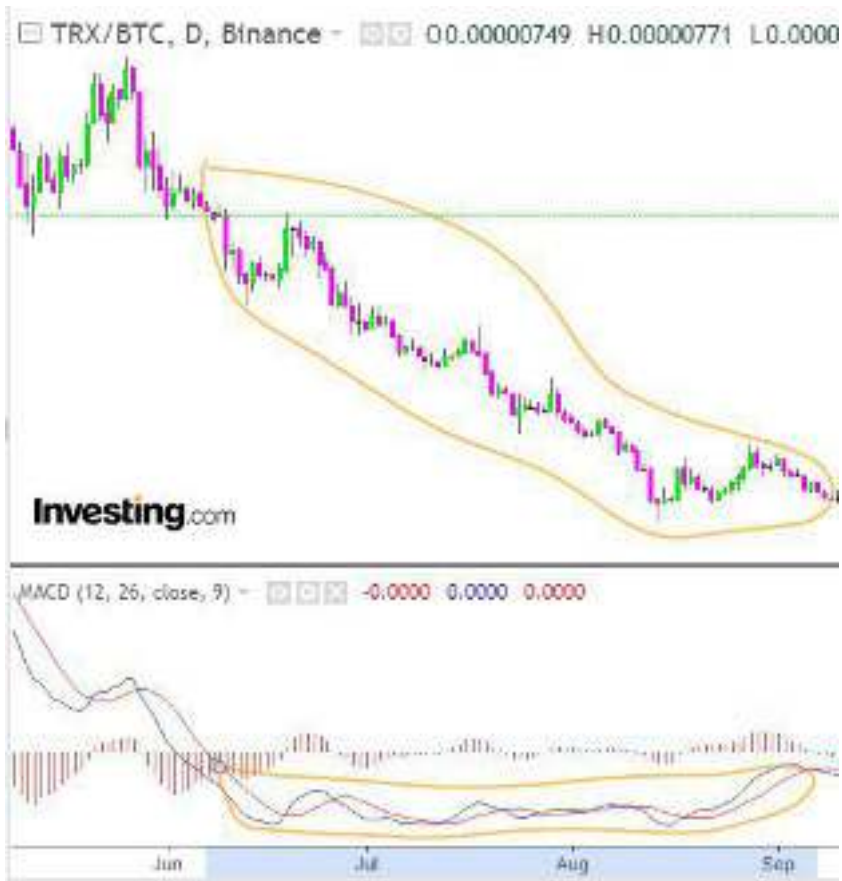 TRX/BTC, D, Binance O0.00000749 H0.00000771 L0.0000
Investing.com
MACD (12, 26, close, 9) -0.0000 0.0000 0.0000
Jun Jul Aug Sep